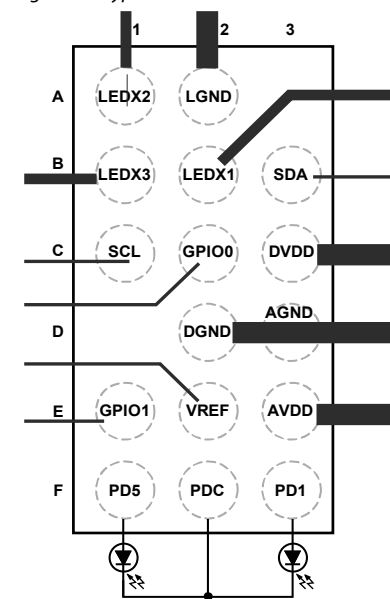 1 2 3
A LEDX2 LGND
B LEDX3 LEDX1 SDA
C SCL GPIO0 DVDD
AGND
D DGND
E GPIO1 VREF AVDD
F PD5 PDC PD1